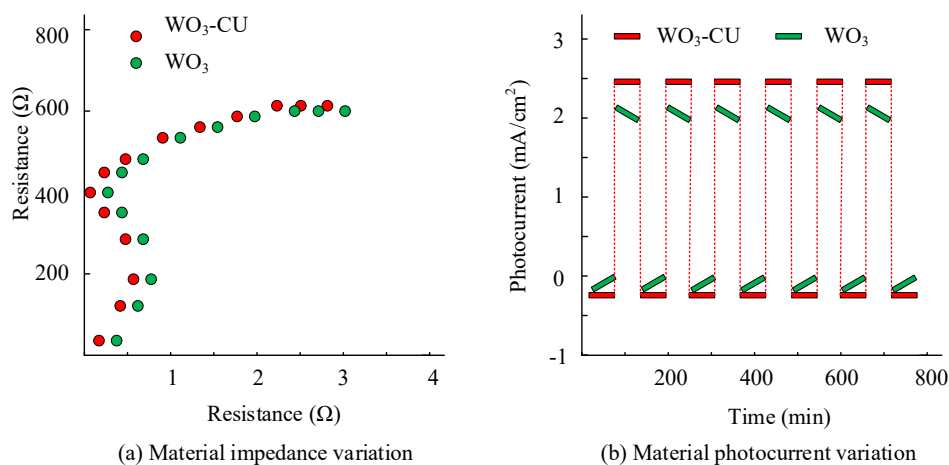 800
600
400
200
Resistance (Ω)
WO₃-CU
WO₃
1 2 3 4
Resistance (Ω)
(a) Material impedance variation
3
2
1
0
-1
Photocurrent (mA/cm²)
WO₃-CU WO₃
200 400 600 800
Time (min)
(b) Material photocurrent variation